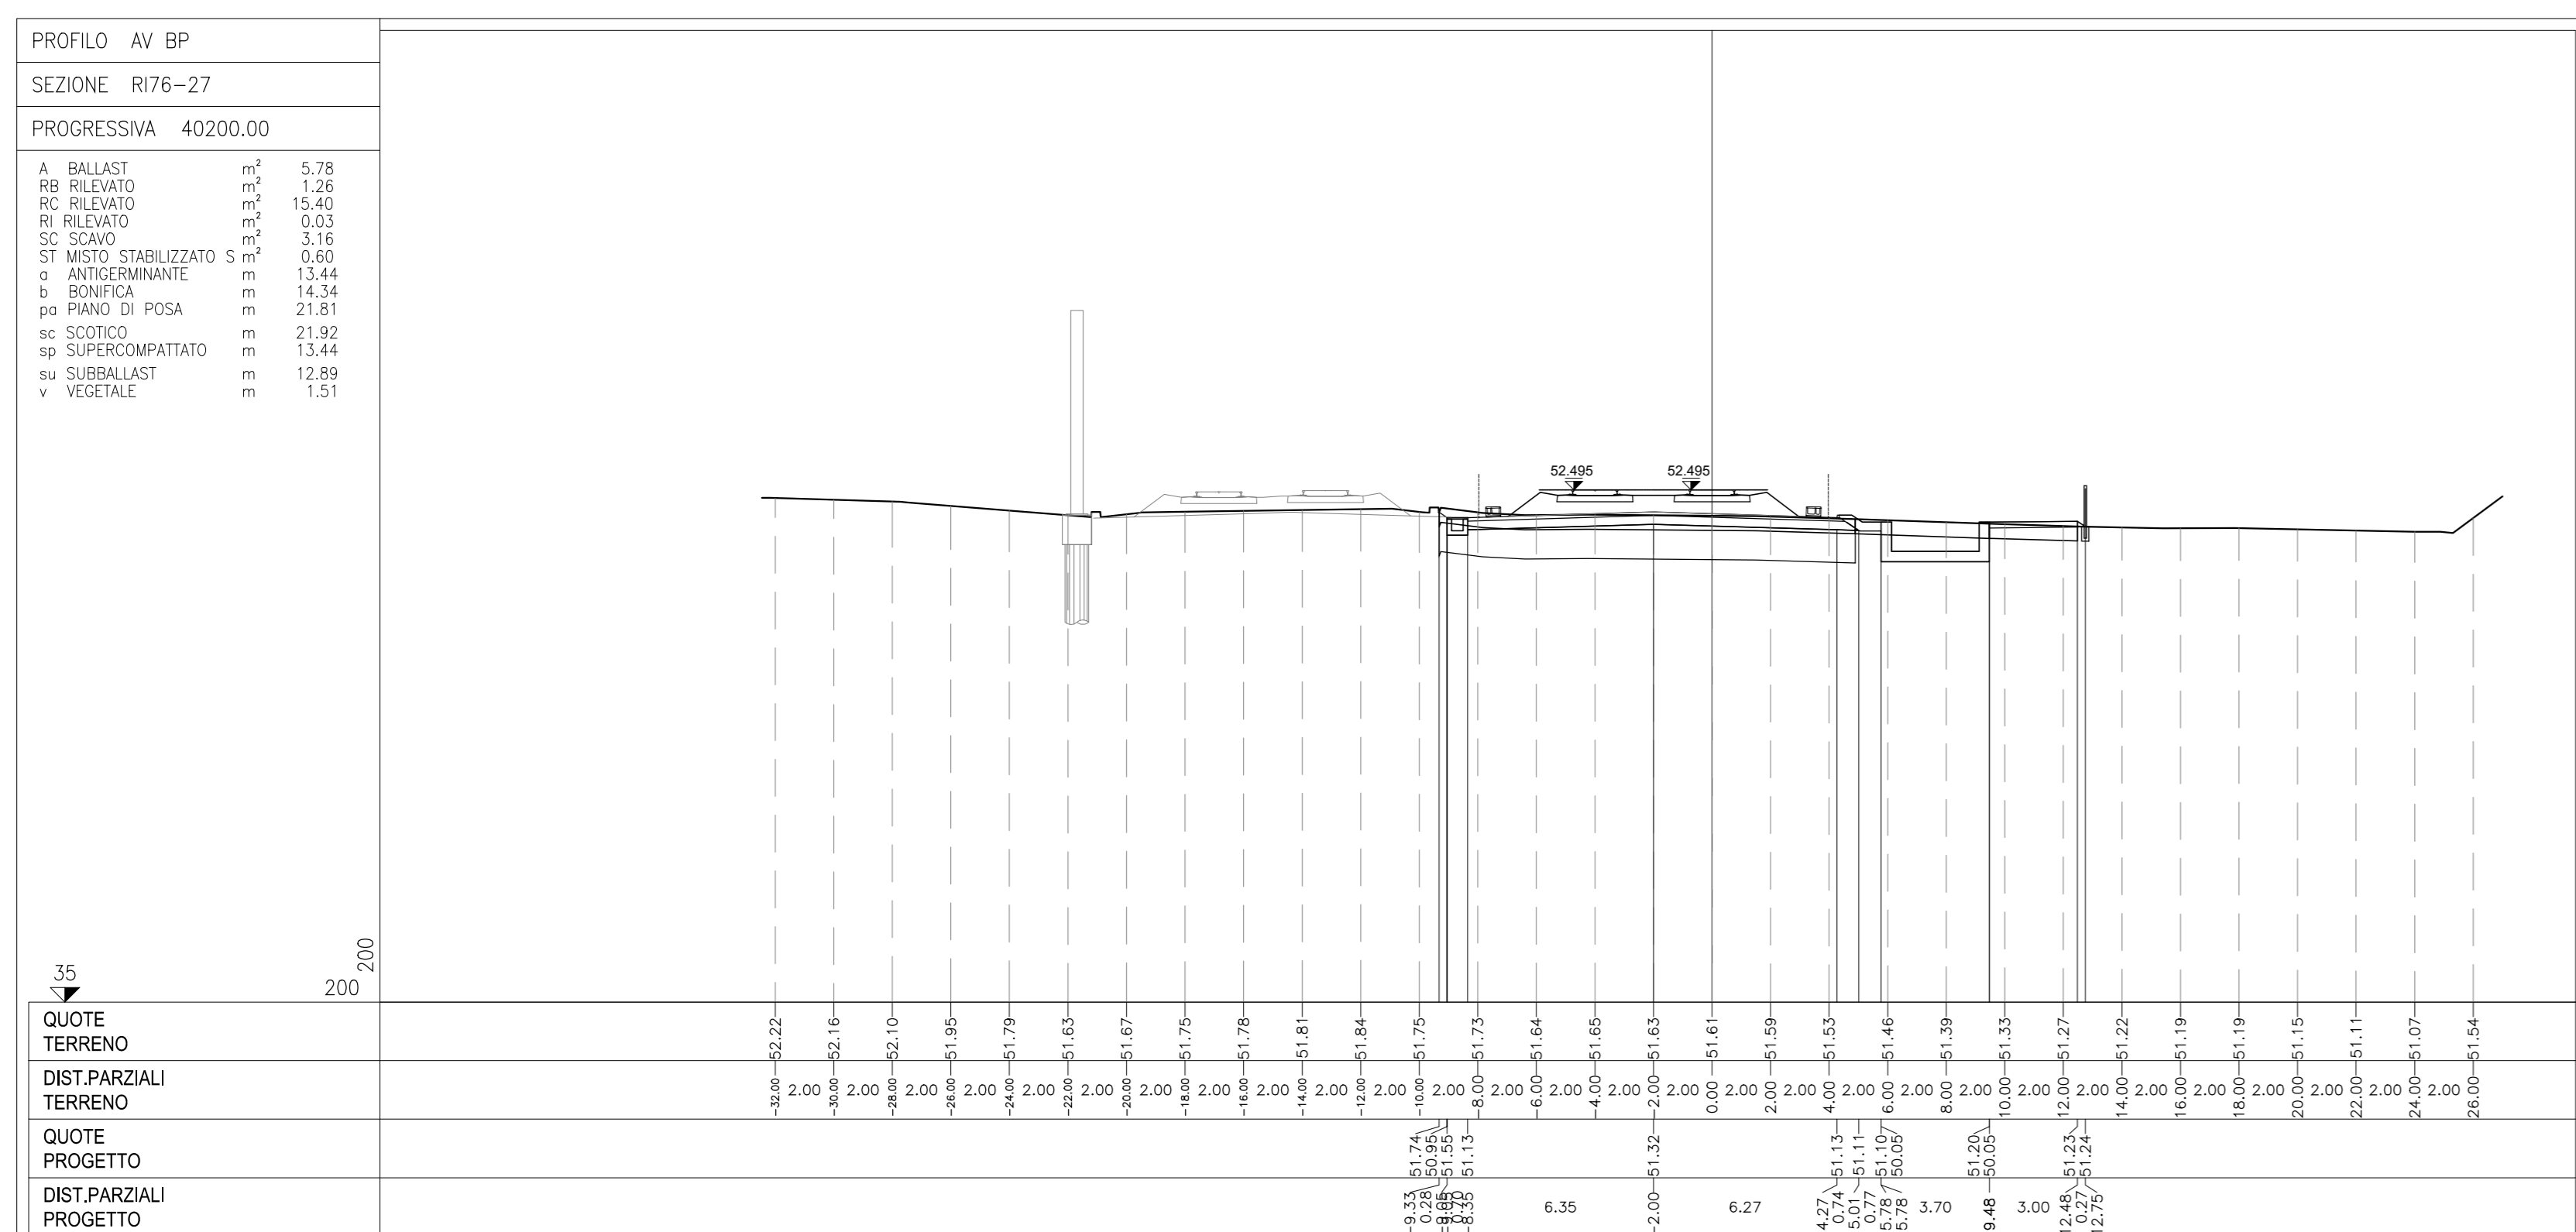 PROFILO AV BP
SEZIONE RI76-27
PROGRESSIVA 40200.00
A BALLAST m² 5.78
RB RILEVATO m² 1.26
RC RILEVATO m² 15.40
RI RILEVATO m² 0.03
SC SCAVO m² 3.16
ST MISTO STABILIZZATO S m² 0.60
a ANTIGERMINANTE m 13.44
b BONIFICA m 14.34
pa PIANO DI POSA m 21.81
sc SCOTICO m 21.92
sp SUPERCOMPATTATO m 13.44
su SUBBALLAST m 12.89
v VEGETALE m 1.51
52.495 52.495
35 200 200
QUOTE TERRENO
52.22 52.16 52.10 51.95 51.79 51.63 51.67 51.75 51.78 51.81 51.84 51.75 51.73 51.64 51.65 51.63 51.61 51.59 51.53 51.46 51.39 51.33 51.27 51.22 51.19 51.19 51.15 51.11 51.07 51.54
DIST.PARZIALI TERRENO
-32.00 2.00 -30.00 2.00 -28.00 2.00 -26.00 2.00 -24.00 2.00 -22.00 2.00 -20.00 2.00 -18.00 2.00 -16.00 2.00 -14.00 2.00 -12.00 2.00 -10.00 2.00 -8.00 2.00 -6.00 2.00 -4.00 2.00 -2.00 2.00 0.00 2.00 2.00 2.00 4.00 2.00 6.00 2.00 8.00 2.00 10.00 2.00 12.00 2.00 14.00 2.00 16.00 2.00 18.00 2.00 20.00 2.00 22.00 2.00 24.00 2.00 26.00
QUOTE PROGETTO
51.74 50.95 51.55 51.13 51.32 51.13 51.11 51.10 50.05 51.20 50.05 51.23 51.24
DIST.PARZIALI PROGETTO
-9.33 0.28 -9.05 0.70 -8.35 6.35 -2.00 6.27 4.27 0.74 5.01 0.77 5.78 5.78 3.70 9.48 3.00 12.48 0.27 12.75